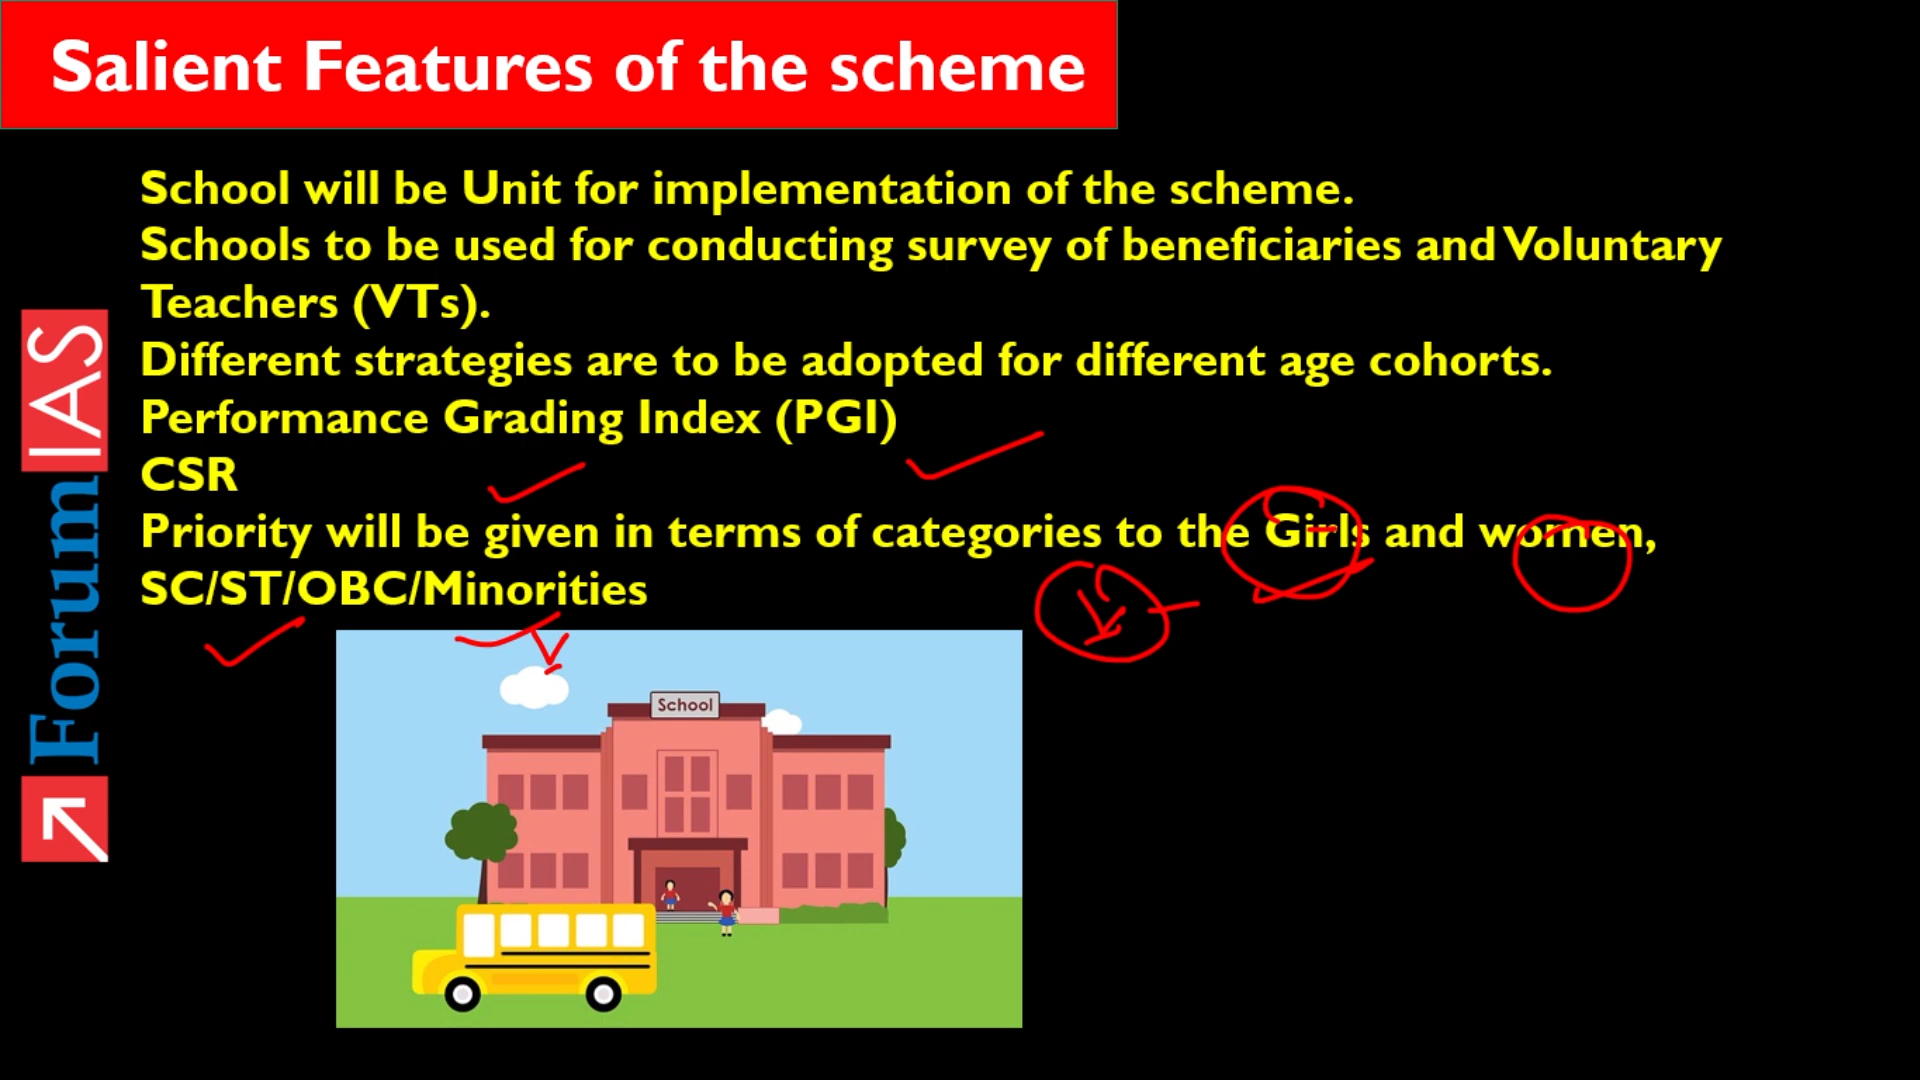 Salient Features of the scheme
School will be Unit for implementation of the scheme.
Schools to be used for conducting survey of beneficiaries and Voluntary
Teachers (VTs).
Different strategies are to be adopted for different age cohorts.
Performance Grading Index (PGI)
CSR
Priority will be given in terms of categories to the Girls and women,
SC/ST/OBC/Minorities
School
Forum IAS